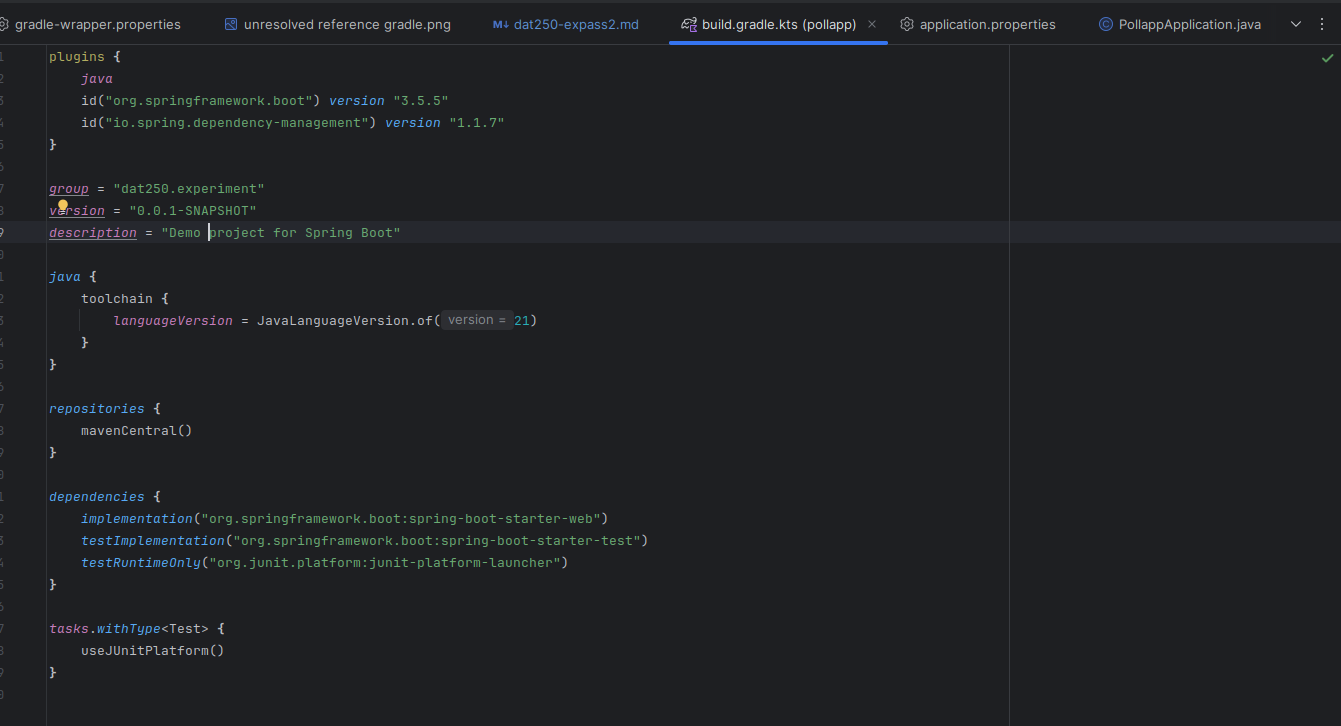 gradle-wrapper.properties unresolved reference gradle.png M↓ dat250-expass2.md build.gradle.kts (pollapp) × application.properties C PollappApplication.java
plugins {
java
id("org.springframework.boot") version "3.5.5"
id("io.spring.dependency-management") version "1.1.7"
}
group = "dat250.experiment"
version = "0.0.1-SNAPSHOT"
description = "Demo project for Spring Boot"
java {
toolchain {
languageVersion = JavaLanguageVersion.of( version = 21)
}
}
repositories {
mavenCentral()
}
dependencies {
implementation("org.springframework.boot:spring-boot-starter-web")
testImplementation("org.springframework.boot:spring-boot-starter-test")
testRuntimeOnly("org.junit.platform:junit-platform-launcher")
}
tasks.withType<Test> {
useJUnitPlatform()
}